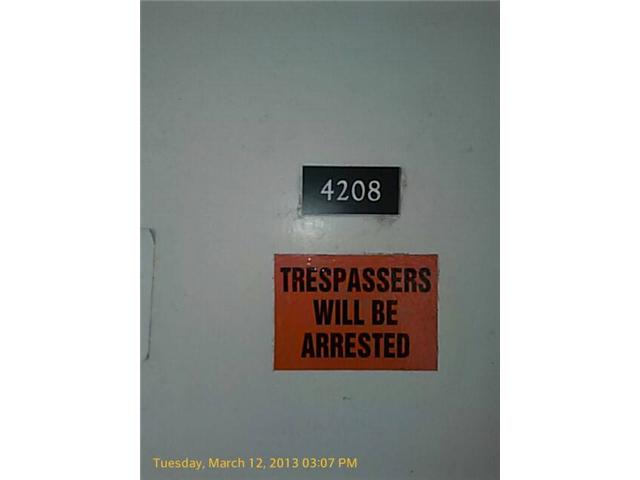 4208
TRESPASSERS
WILL BE
ARRESTED
Tuesday, March 12, 2013 03:07 PM